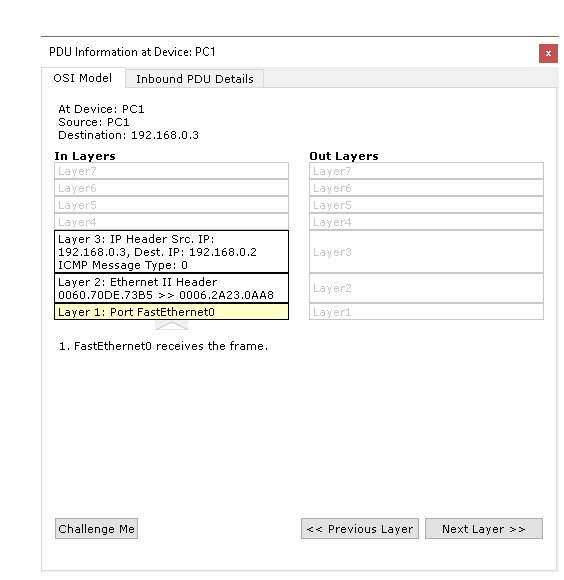 PDU Information at Device: PC1
x
OSI Model
Inbound PDU Details
At Device: PC1
Source: PC1
Destination: 192.168.0.3
In Layers
Layer7
Layer6
Layer5
Layer4
Layer 3: IP Header Src. IP:
192.168.0.3, Dest. IP: 192.168.0.2
ICMP Message Type: 0
Layer 2: Ethernet II Header
0060.70DE.73B5 >> 0006.2A23.0AA8
Layer 1: Port FastEthernet0
Out Layers
Layer7
Layer6
Layer5
Layer4
Layer3
Layer2
Layer1
1. FastEthernet0 receives the frame.
Challenge Me
<< Previous Layer
Next Layer >>